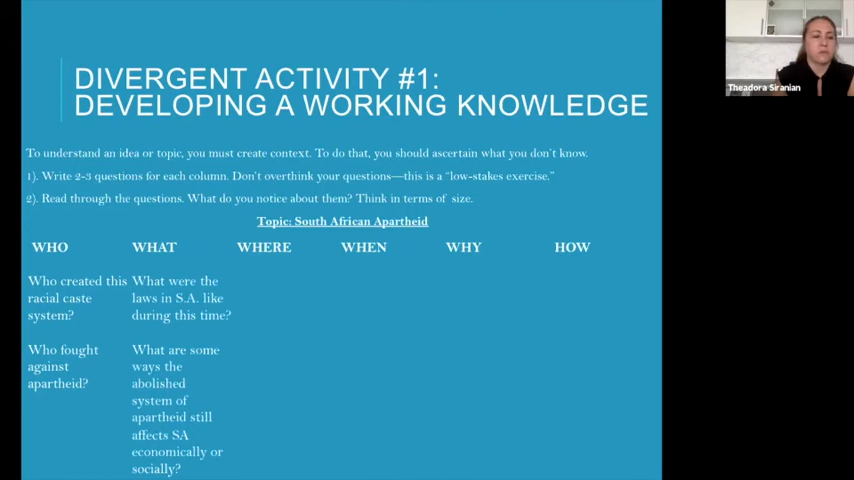 Theadora Siranian
DIVERGENT ACTIVITY #1:
DEVELOPING A WORKING KNOWLEDGE
To understand an idea or topic, you must create context. To do that, you should ascertain what you don't know.
1). Write 2-3 questions for each column. Don't overthink your questions—this is a "low-stakes exercise."
2). Read through the questions. What do you notice about them? Think in terms of size.
Topic: South African Apartheid
WHO WHAT WHERE WHEN WHY HOW
Who created this
racial caste
system?
What were the
laws in S.A. like
during this time?
Who fought
against
apartheid?
What are some
ways the
abolished
system of
apartheid still
affects SA
economically or
socially?